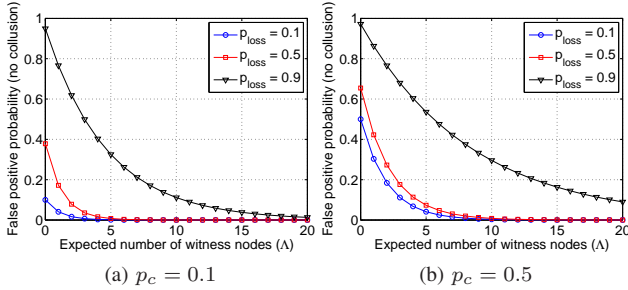 False positive probability (no collusion)
1
0.8
0.6
0.4
0.2
0
0 5 10 15 20
Expected number of witness nodes (Λ)
p_loss = 0.1
p_loss = 0.5
p_loss = 0.9
(a) p_c = 0.1
False positive probability (no collusion)
1
0.8
0.6
0.4
0.2
0
0 5 10 15 20
Expected number of witness nodes (Λ)
p_loss = 0.1
p_loss = 0.5
p_loss = 0.9
(b) p_c = 0.5